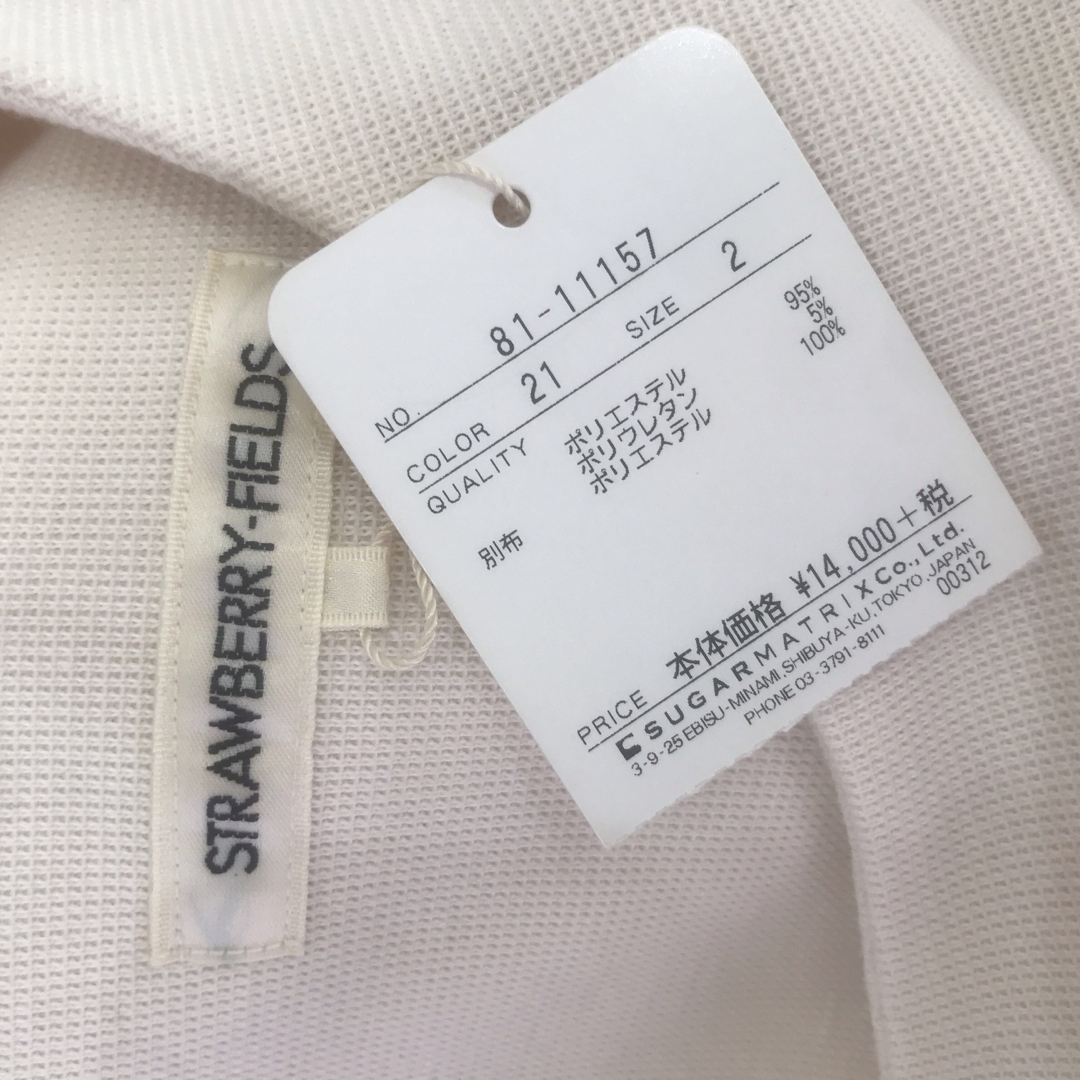 STRAWBERRY-FIELDS
NO. 81-11157
COLOR 21 SIZE 2
QUALITY ポリエステル 95%
ポリウレタン 5%
ポリエステル 100%
別布
PRICE 本体価格 ¥14,000+税
SUGARMATRIX Co., Ltd.
3-9-25 EBISU-MINAMI.SHIBUYA-KU.TOKYO.JAPAN
PHONE 03-3791-8111 00312